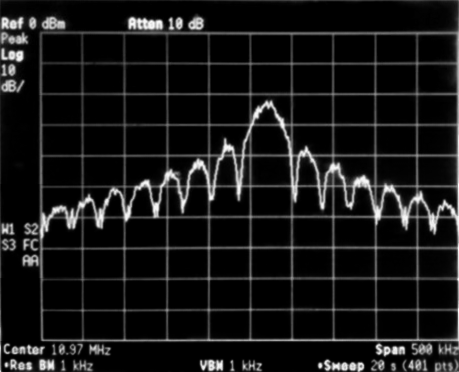 Ref 0 dBm Atten 10 dB
Peak
Log
10
dB/
W1 S2
S3 FC
AA
Center 10.97 MHz Span 500 kHz
•Res BW 1 kHz VBW 1 kHz •Sweep 20 s (401 pts)